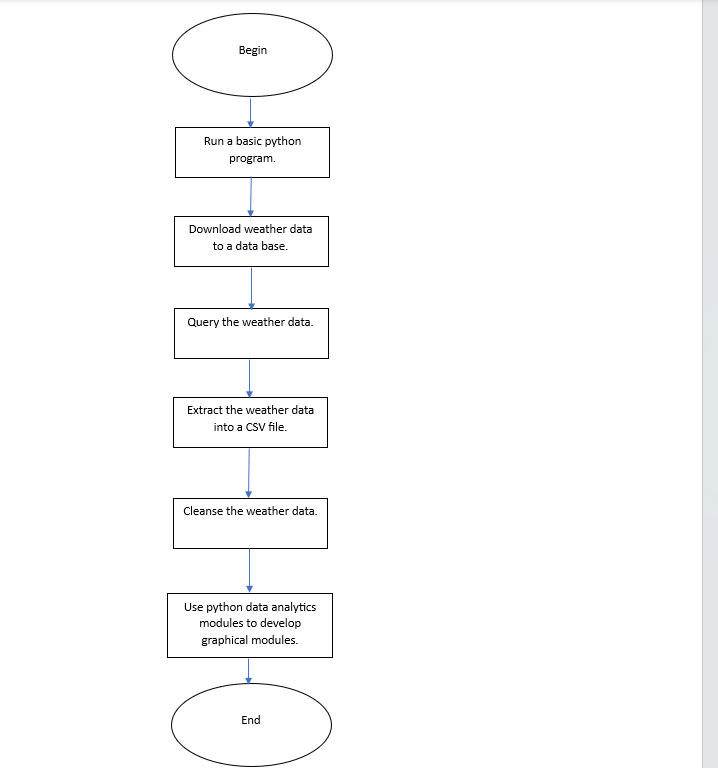 Begin
Run a basic python
program.
Download weather data
to a data base.
Query the weather data.
Extract the weather data
into a CSV file.
Cleanse the weather data.
Use python data analytics
modules to develop
graphical modules.
End